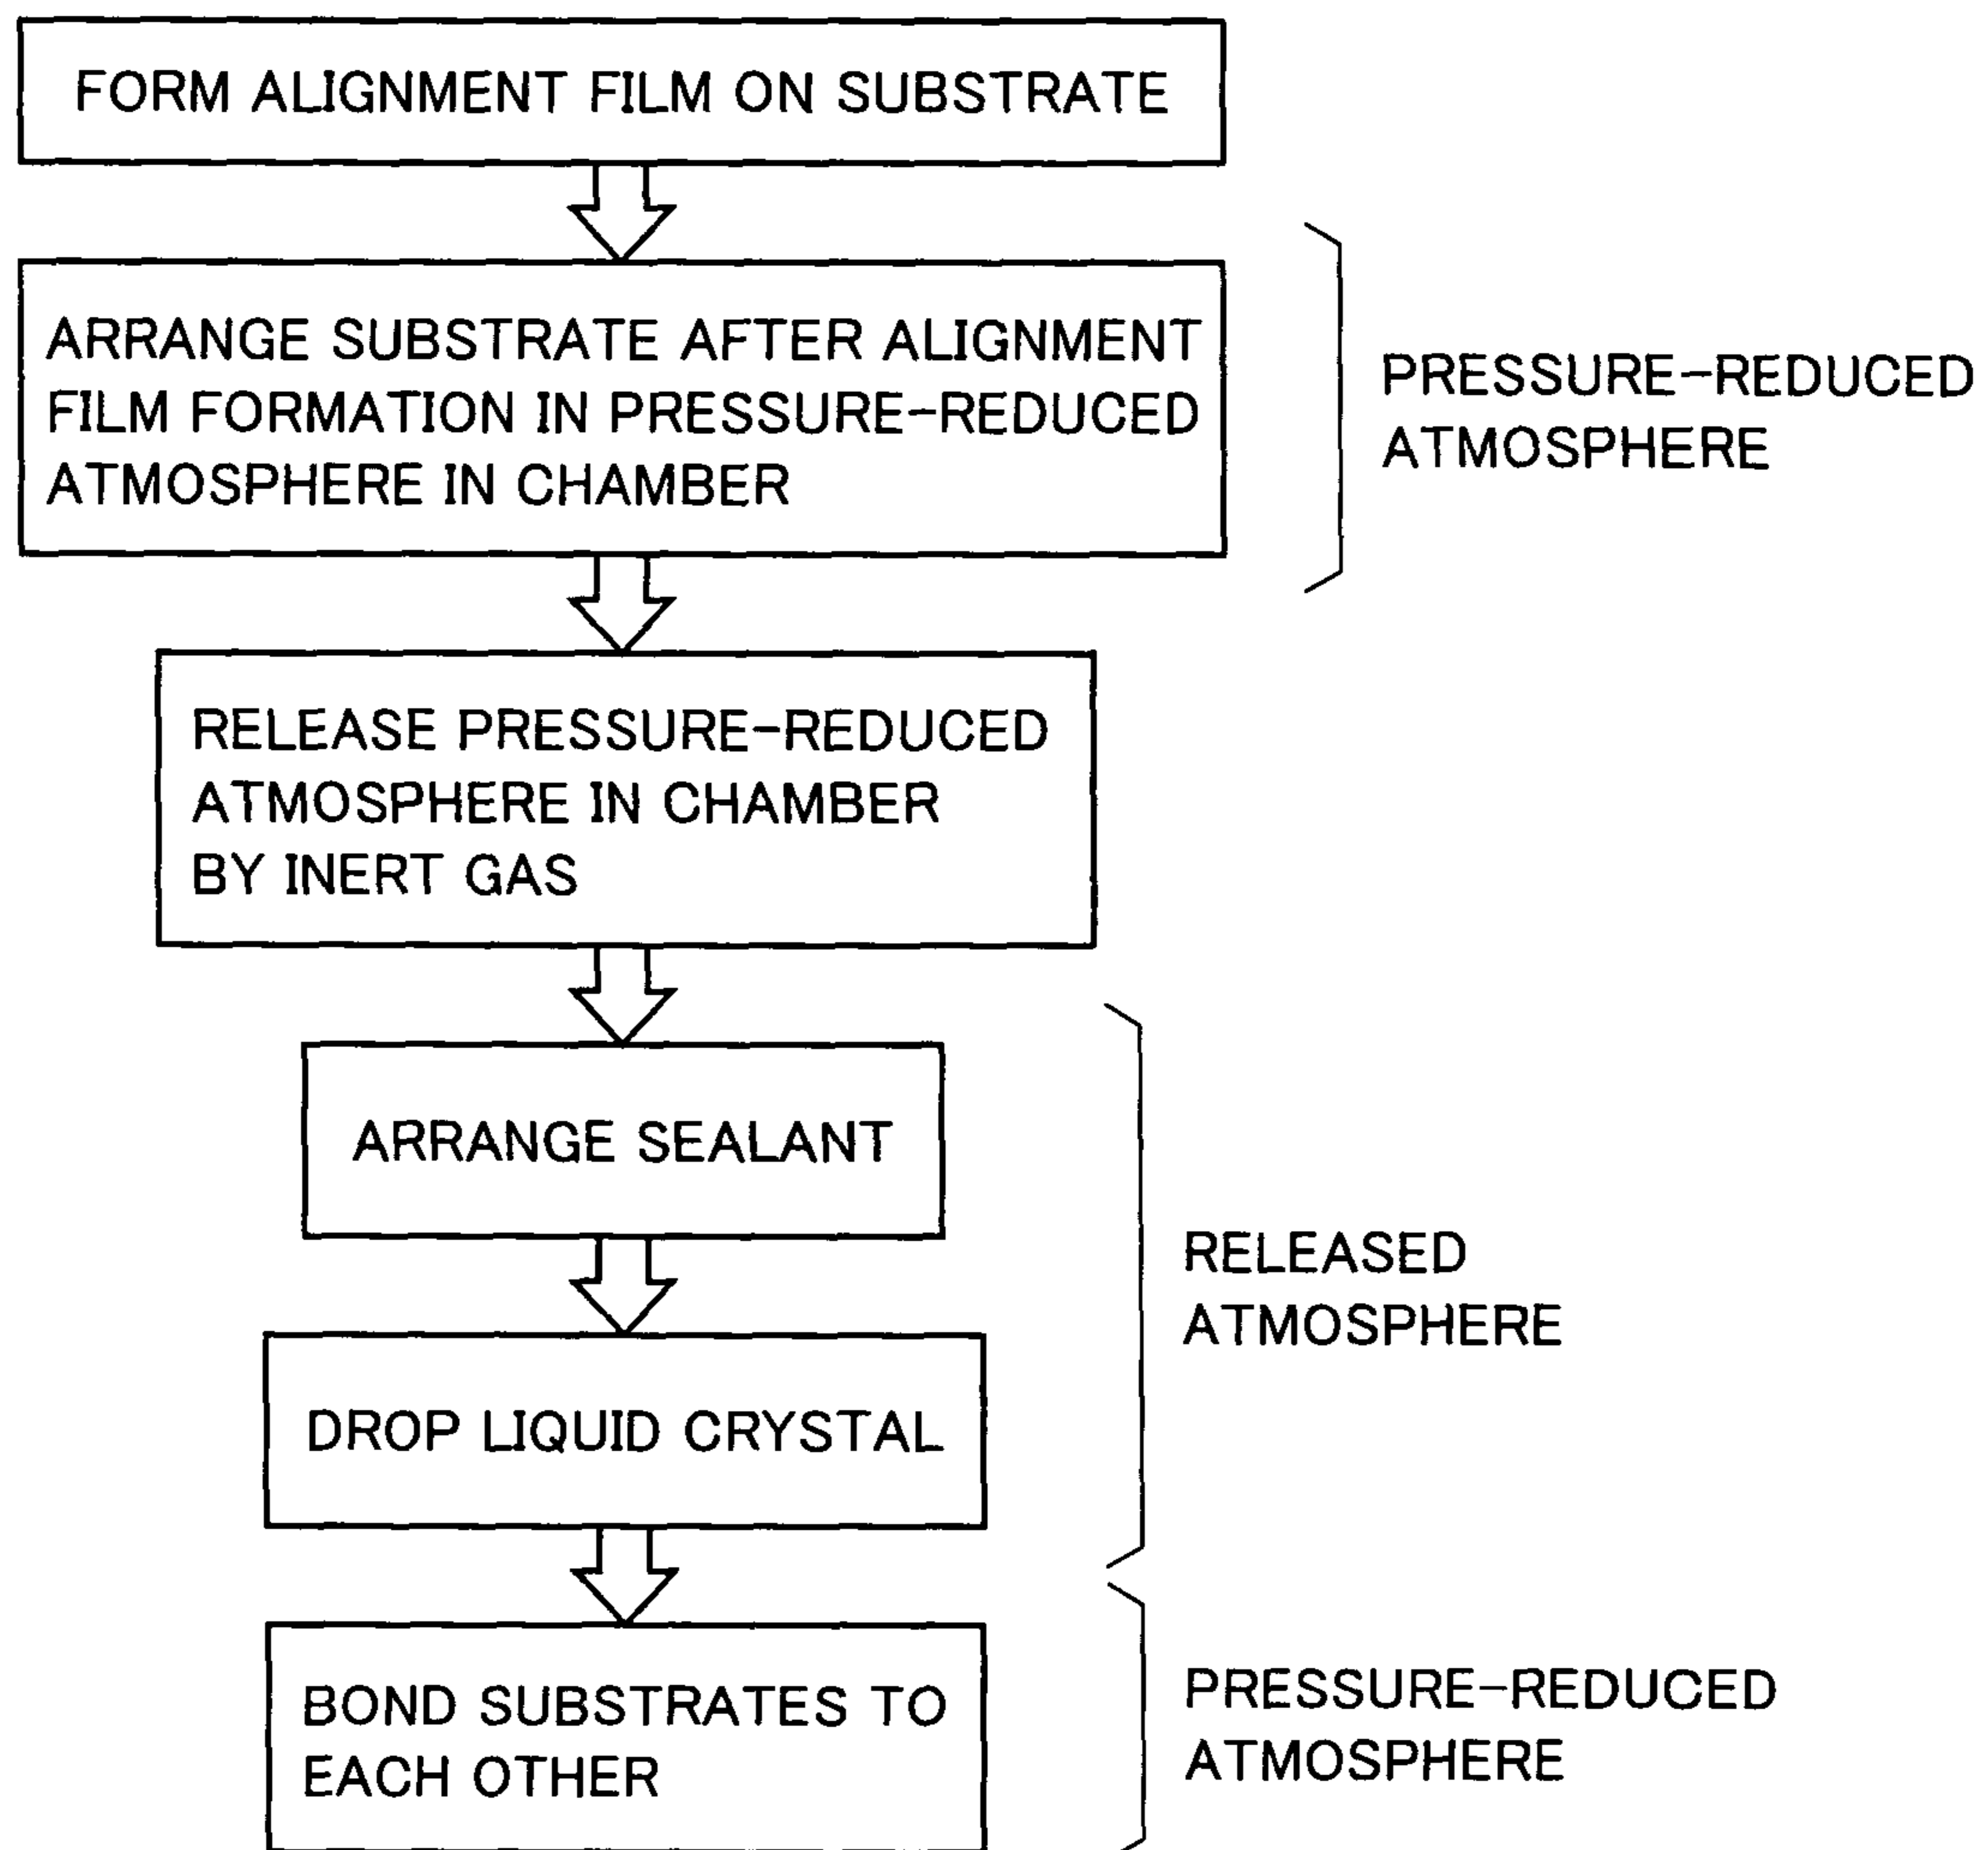 FORM ALIGNMENT FILM ON SUBSTRATE
ARRANGE SUBSTRATE AFTER ALIGNMENT
FILM FORMATION IN PRESSURE-REDUCED
ATMOSPHERE IN CHAMBER
PRESSURE-REDUCED
ATMOSPHERE
RELEASE PRESSURE-REDUCED
ATMOSPHERE IN CHAMBER
BY INERT GAS
ARRANGE SEALANT
DROP LIQUID CRYSTAL
RELEASED
ATMOSPHERE
BOND SUBSTRATES TO
EACH OTHER
PRESSURE-REDUCED
ATMOSPHERE